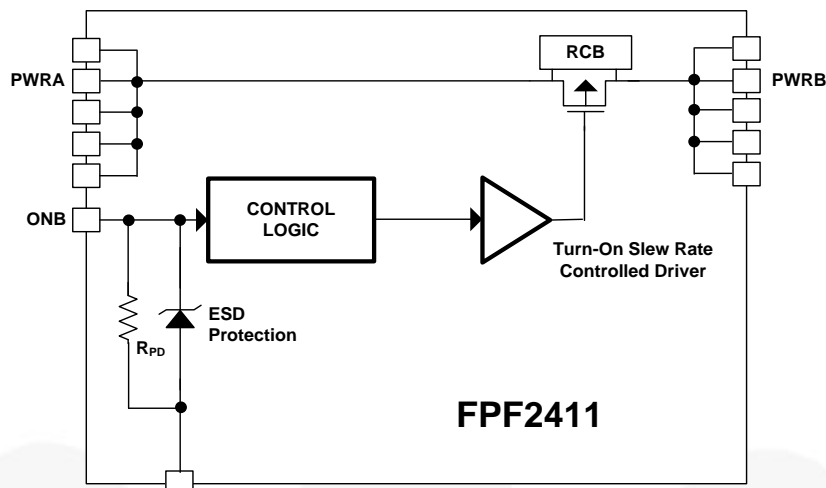 RCB
PWRA
PWRB
ONB
CONTROL
LOGIC
Turn-On Slew Rate
Controlled Driver
ESD
Protection
RPD
FPF2411